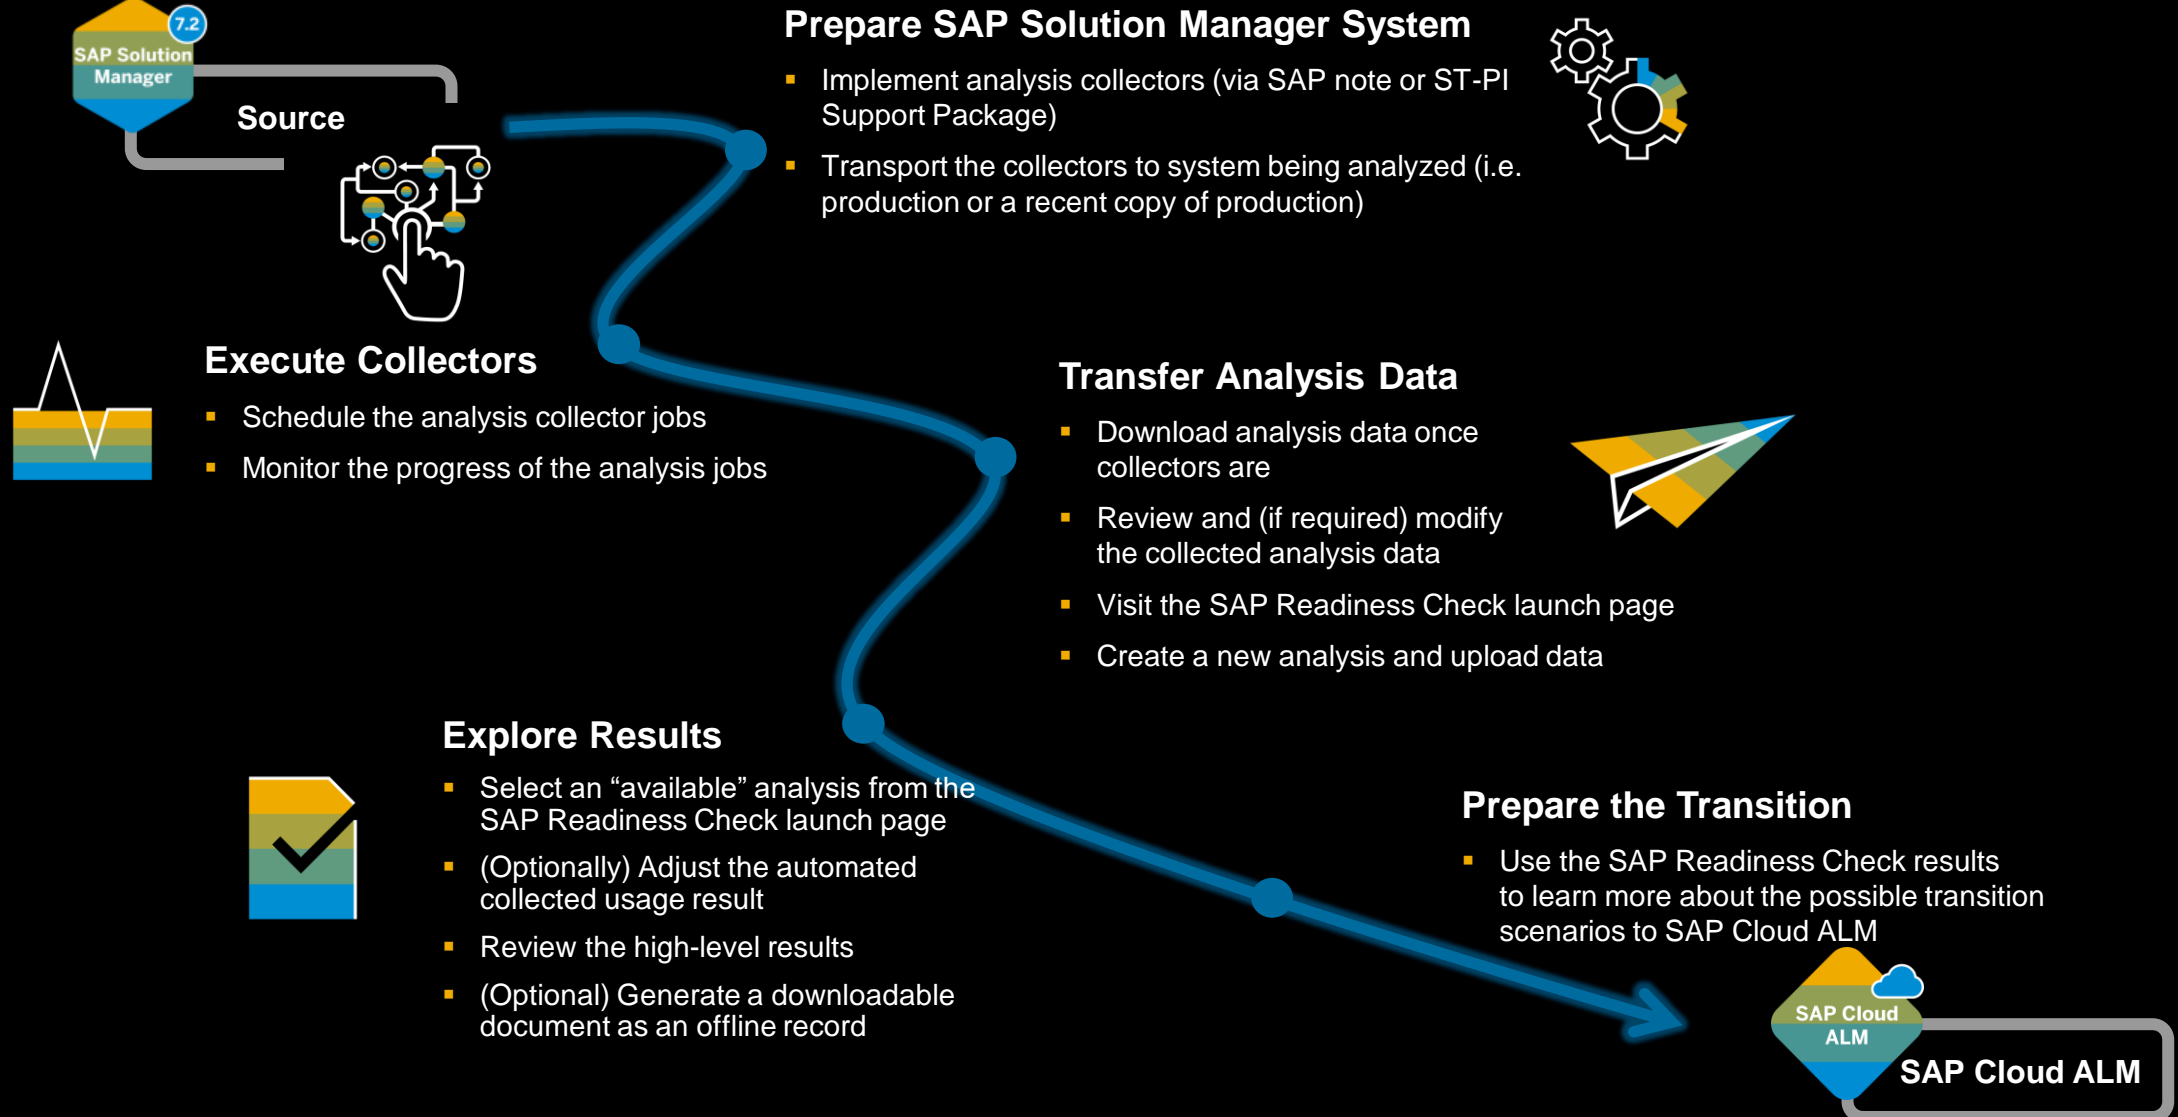 7.2
SAP Solution
Manager
Source
Prepare SAP Solution Manager System
▪ Implement analysis collectors (via SAP note or ST-PI
Support Package)
▪ Transport the collectors to system being analyzed (i.e.
production or a recent copy of production)
Execute Collectors
▪ Schedule the analysis collector jobs
▪ Monitor the progress of the analysis jobs
Transfer Analysis Data
▪ Download analysis data once
collectors are
▪ Review and (if required) modify
the collected analysis data
▪ Visit the SAP Readiness Check launch page
▪ Create a new analysis and upload data
Explore Results
▪ Select an “available” analysis from the
SAP Readiness Check launch page
▪ (Optionally) Adjust the automated
collected usage result
▪ Review the high-level results
▪ (Optional) Generate a downloadable
document as an offline record
Prepare the Transition
▪ Use the SAP Readiness Check results
to learn more about the possible transition
scenarios to SAP Cloud ALM
SAP Cloud
ALM
SAP Cloud ALM